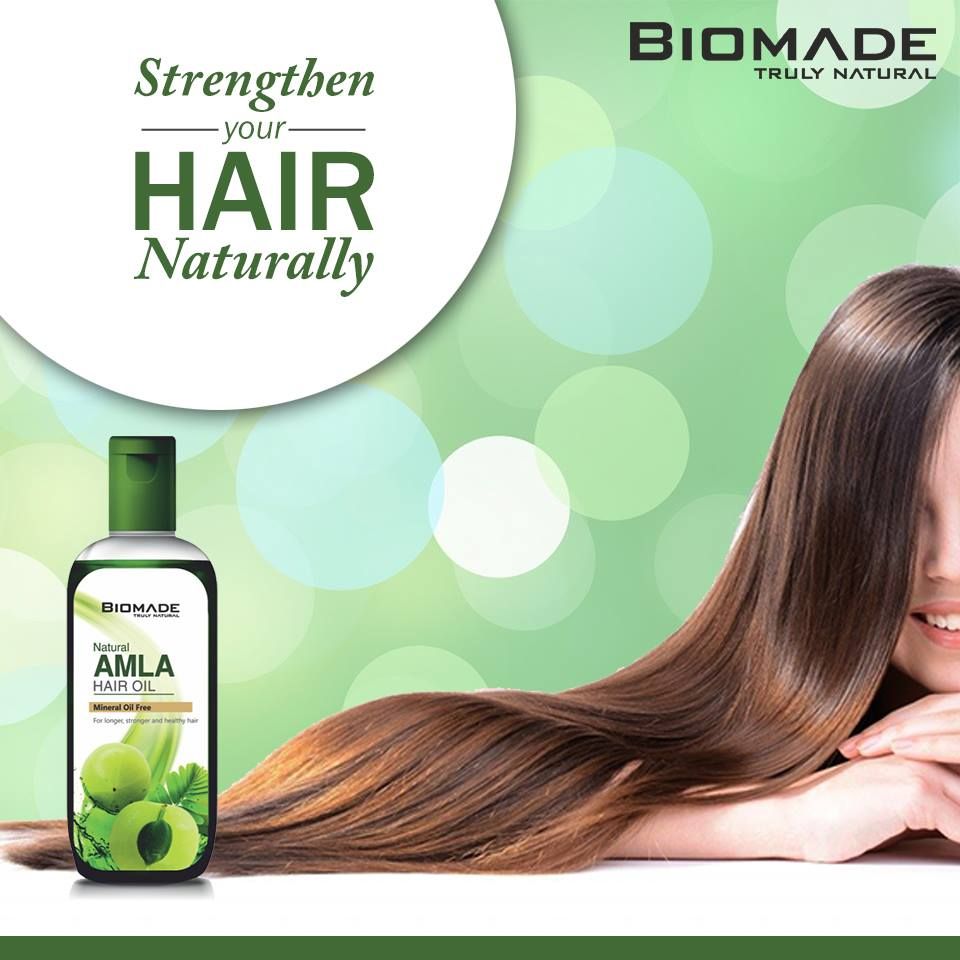 Strengthen
your
HAIR
Naturally
BIOMADE
TRULY NATURAL
BIOMADE
TRULY NATURAL
Natural
AMLA
HAIR OIL
Mineral Oil Free
For longer, stronger and healthy hair